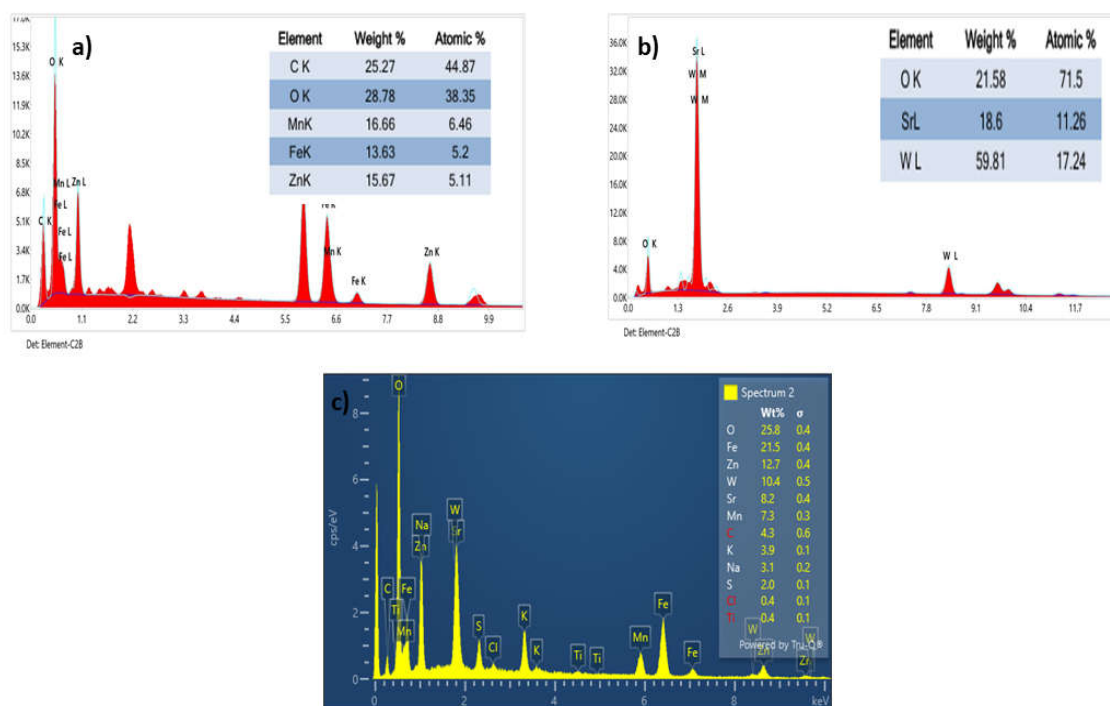 a)
17.0K
15.3K
13.6K
11.9K
10.2K
8.5K
6.8K
5.1K
3.4K
1.7K
0.0K
O K
Mn L
Zn L
Fe L
C K
Fe L
Fe L
Fe K
Mn K
Fe K
Zn K
Element Weight % Atomic %
C K 25.27 44.87
O K 28.78 38.35
MnK 16.66 6.46
FeK 13.63 5.2
ZnK 15.67 5.11
0.0 1.1 2.2 3.3 4.4 5.5 6.6 7.7 8.8 9.9
Det: Element-C2B
b)
36.0K
32.0K
28.0K
24.0K
20.0K
16.0K
12.0K
8.0K
4.0K
0.0K
Sr L
W M
W M
O K
W L
Element Weight % Atomic %
O K 21.58 71.5
SrL 18.6 11.26
W L 59.81 17.24
0.0 1.3 2.6 3.9 5.2 6.5 7.8 9.1 10.4 11.7
Det: Element-C2B
c)
cps/eV
8
6
4
2
0
O
Na
Zn
W
Sr
C
Ti
Fe
Mn
S
Cl
K
K
Ti
Ti
Mn
Fe
Fe
W
Zn
W
Spectrum 2
Wt% σ
O 25.8 0.4
Fe 21.5 0.4
Zn 12.7 0.4
W 10.4 0.5
Sr 8.2 0.4
Mn 7.3 0.3
C 4.3 0.6
K 3.9 0.1
Na 3.1 0.2
S 2.0 0.1
Cl 0.4 0.1
Ti 0.4 0.1
Powered by Tru-Q®
0 2 4 6 8 keV